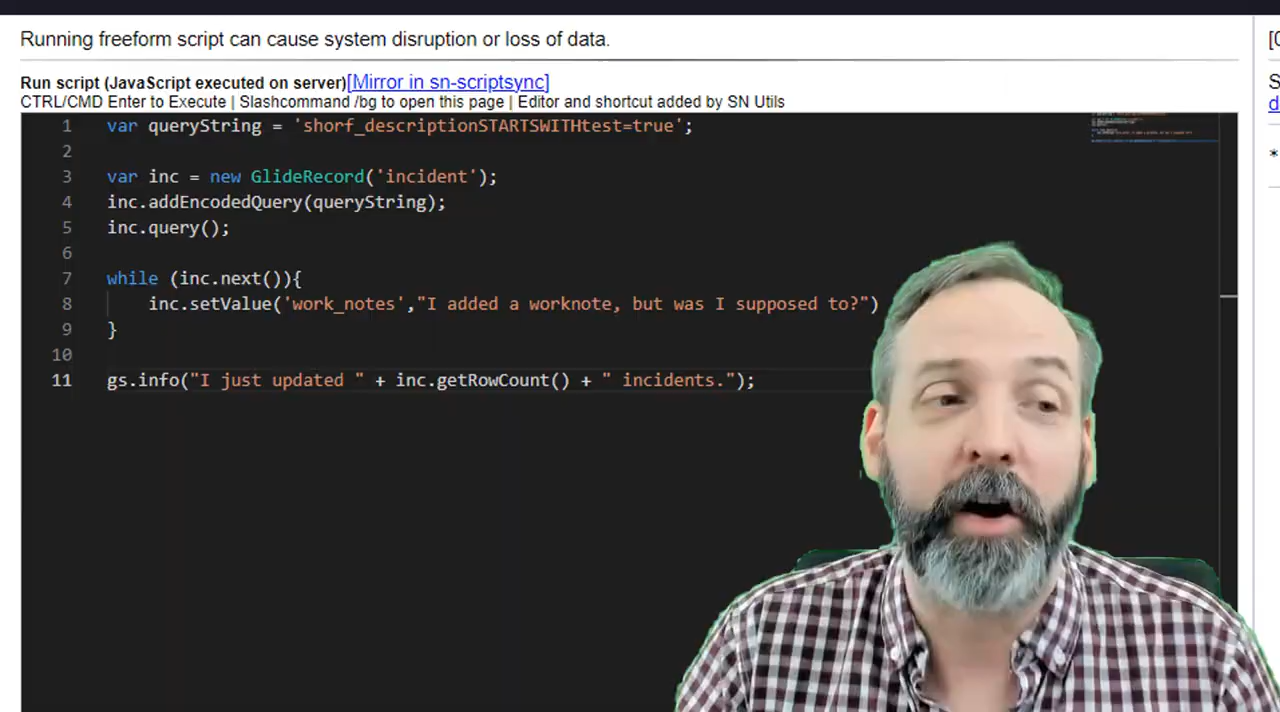 Running freeform script can cause system disruption or loss of data.
Run script (JavaScript executed on server)[Mirror in sn-scriptsync]
CTRL/CMD Enter to Execute | Slashcommand /bg to open this page | Editor and shortcut added by SN Utils
1 var queryString = 'shorf_descriptionSTARTSWITHtest=true';
2
3 var inc = new GlideRecord('incident');
4 inc.addEncodedQuery(queryString);
5 inc.query();
6
7 while (inc.next()){
8 inc.setValue('work_notes',"I added a worknote, but was I supposed to?")
9 }
10
11 gs.info("I just updated " + inc.getRowCount() + " incidents.");